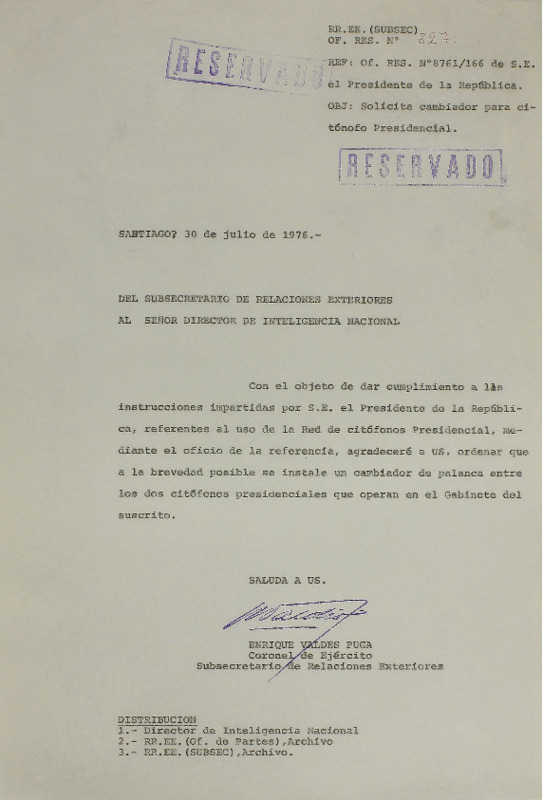 RR.EE.(SUBSEC)
OF. RES. N° 827.
RESERVADO
REF: Of. RES. N°8761/166 de S.E.
el Presidente de la República.
OBJ: Solicita cambiador para ci-
tófofo Presidencial.
RESERVADO
SANTIAGO, 30 de julio de 1976.-
DEL SUBSECRETARIO DE RELACIONES EXTERIORES
AL SEÑOR DIRECTOR DE INTELIGENCIA NACIONAL
Con el objeto de dar cumplimiento a las
instrucciones impartidas por S.E. el Presidente de la Repúbli-
ca, referentes al uso de la Red de citófonos Presidencial, me-
diante el oficio de la referencia, agradeceré a US. ordenar que
a la brevedad posible se instale un cambiador de palanca entre
los dos citófonos presidenciales que operan en el Gabinete del
suscrito.
SALUDA A US.
Valdés
ENRIQUE VALDES PUGA
Coronel de Ejército
Subsecretario de Relaciones Exteriores
DISTRIBUCION
1.- Director de Inteligencia Nacional
2.- RR.EE.(Of. de Partes),Archivo
3.- RR.EE.(SUBSEC),Archivo.